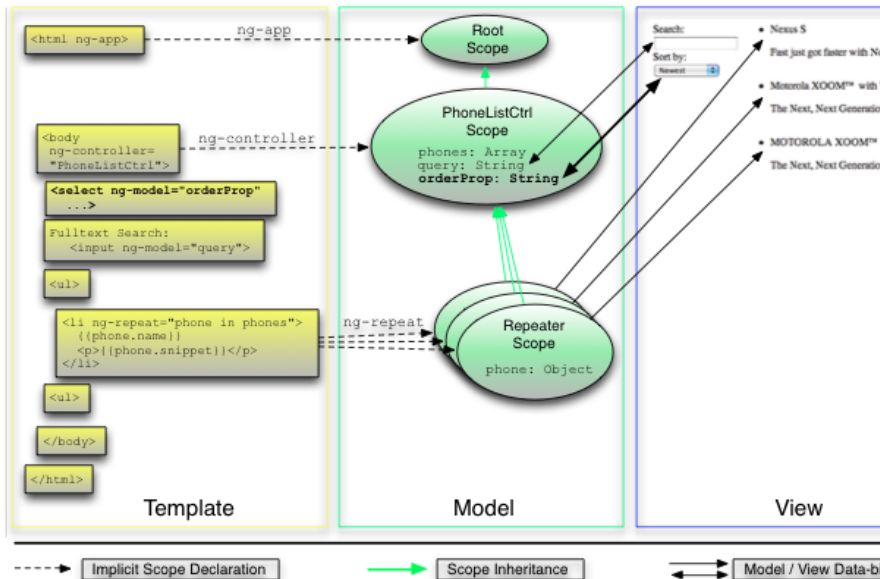 <html ng-app>
ng-app
Root
Scope
<body
ng-controller=
"PhoneListCtrl">
ng-controller
PhoneListCtrl
Scope
phones: Array
query: String
orderProp: String
<select ng-model="orderProp"
...>
Fulltext Search:
<input ng-model="query">
<ul>
<li ng-repeat="phone in phones">
{{phone.name}}
<p>{{phone.snippet}}</p>
</li>
ng-repeat
Repeater
Scope
phone: Object
<ul>
</body>
</html>
Search:
Sort by:
Newest
Nexus S
Fast just got faster with
Motorola XOOM™ with
The Next, Next Generation
MOTOROLA XOOM™
The Next, Next Generation
Template
Model
View
Implicit Scope Declaration
Scope Inheritance
Model / View